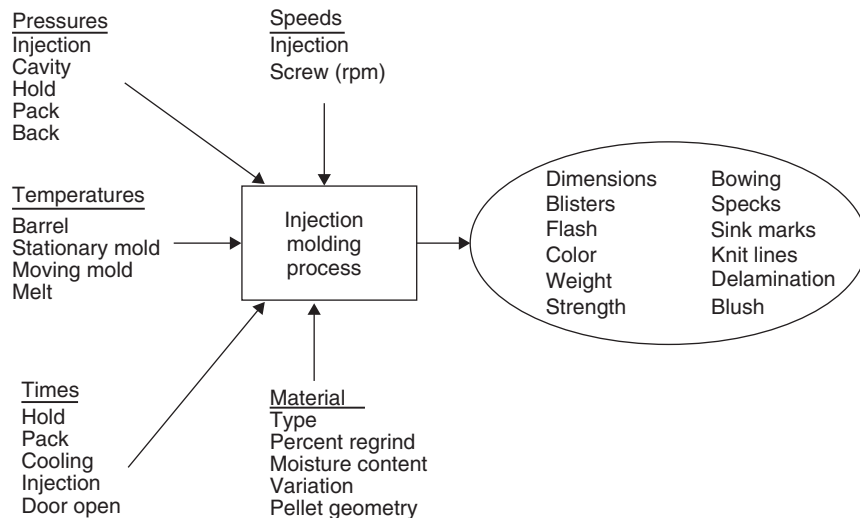 Pressures
Injection
Cavity
Hold
Pack
Back
Speeds
Injection
Screw (rpm)
Temperatures
Barrel
Stationary mold
Moving mold
Melt
Injection
molding
process
Dimensions
Blisters
Flash
Color
Weight
Strength
Bowing
Specks
Sink marks
Knit lines
Delamination
Blush
Times
Hold
Pack
Cooling
Injection
Door open
Material
Type
Percent regrind
Moisture content
Variation
Pellet geometry